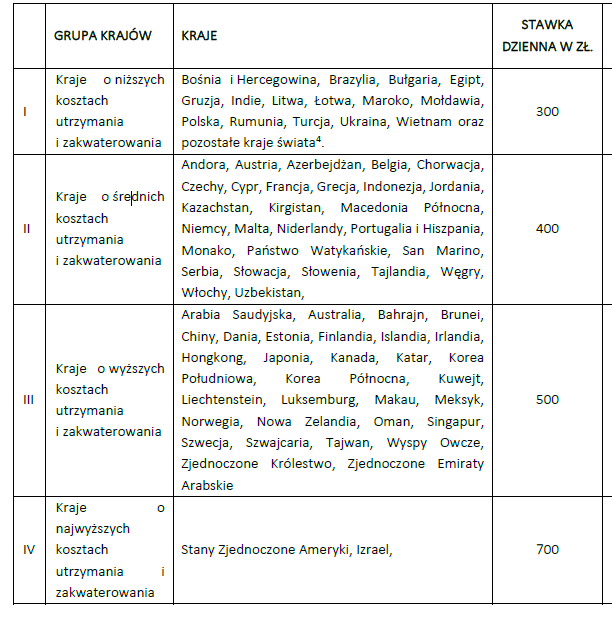 GRUPA KRAJÓW
KRAJE
STAWKA
DZIENNA W ZŁ.
I
Kraje o niższych
kosztach
utrzymania
i zakwaterowania
Bośnia i Hercegowina, Brazylia, Bułgaria, Egipt,
Gruzja, Indie, Litwa, Łotwa, Maroko, Mołdawia,
Polska, Rumunia, Turcja, Ukraina, Wietnam oraz
pozostałe kraje świata⁴.
300
II
Kraje o średnich
kosztach
utrzymania
i zakwaterowania
Andora, Austria, Azerbejdżan, Belgia, Chorwacja,
Czechy, Cypr, Francja, Grecja, Indonezja, Jordania,
Kazachstan, Kirgistan, Macedonia Północna,
Niemcy, Malta, Niderlandy, Portugalia i Hiszpania,
Monako, Państwo Watykańskie, San Marino,
Serbia, Słowacja, Słowenia, Tajlandia, Węgry,
Włochy, Uzbekistan,
400
III
Kraje o wyższych
kosztach
utrzymania
i zakwaterowania
Arabia Saudyjska, Australia, Bahrajn, Brunei,
Chiny, Dania, Estonia, Finlandia, Islandia, Irlandia,
Hongkong, Japonia, Kanada, Katar, Korea
Południowa, Korea Północna, Kuwejt,
Liechtenstein, Luksemburg, Makau, Meksyk,
Norwegia, Nowa Zelandia, Oman, Singapur,
Szwecja, Szwajcaria, Tajwan, Wyspy Owcze,
Zjednoczone Królestwo, Zjednoczone Emiraty
Arabskie
500
IV
Kraje o
najwyższych
kosztach
utrzymania i
zakwaterowania
Stany Zjednoczone Ameryki, Izrael,
700